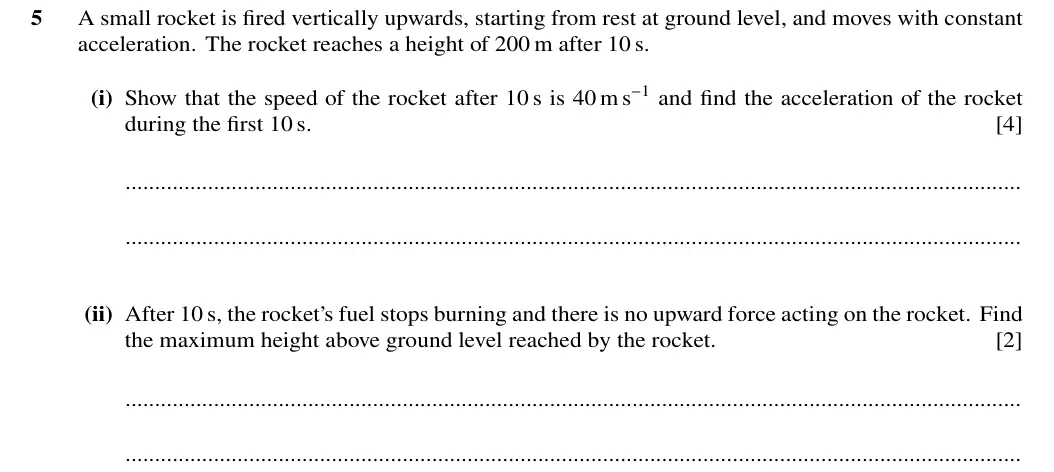 5 A small rocket is fired vertically upwards, starting from rest at ground level, and moves with constant
acceleration. The rocket reaches a height of 200 m after 10 s.
(i) Show that the speed of the rocket after 10 s is 40 m s⁻¹ and find the acceleration of the rocket
during the first 10 s. [4]
(ii) After 10 s, the rocket’s fuel stops burning and there is no upward force acting on the rocket. Find
the maximum height above ground level reached by the rocket. [2]